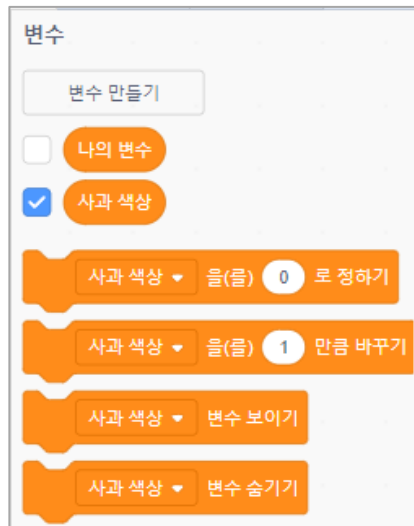 변수
변수 만들기
나의 변수
사과 색상
사과 색상 을(를) 0 로 정하기
사과 색상 을(를) 1 만큼 바꾸기
사과 색상 변수 보이기
사과 색상 변수 숨기기